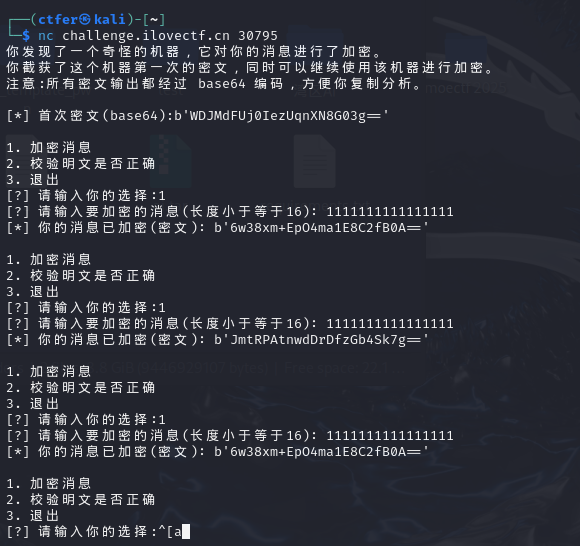 ┌──(ctfer㉿kali)-[~]
└─$ nc challenge.ilovectf.cn 30795
你发现了一个奇怪的机器，它对你的消息进行了加密。
你截获了这个机器第一次的密文，同时可以继续使用该机器进行加密。
注意:所有密文输出都经过 base64 编码，方便你复制分析。
[*] 首次密文(base64):b'WDJMdFUj0IezUqnXN8G03g=='
1. 加密消息
2. 校验明文是否正确
3. 退出
[?] 请输入你的选择:1
[?] 请输入要加密的消息(长度小于等于16): 1111111111111111
[*] 你的消息已加密(密文): b'6w38xm+EpO4ma1E8C2fB0A=='
1. 加密消息
2. 校验明文是否正确
3. 退出
[?] 请输入你的选择:1
[?] 请输入要加密的消息(长度小于等于16): 1111111111111111
[*] 你的消息已加密(密文): b'JmtRPAtnwdDrDfzGb4Sk7g=='
1. 加密消息
2. 校验明文是否正确
3. 退出
[?] 请输入你的选择:1
[?] 请输入要加密的消息(长度小于等于16): 1111111111111111
[*] 你的消息已加密(密文): b'6w38xm+EpO4ma1E8C2fB0A=='
1. 加密消息
2. 校验明文是否正确
3. 退出
[?] 请输入你的选择:^[a